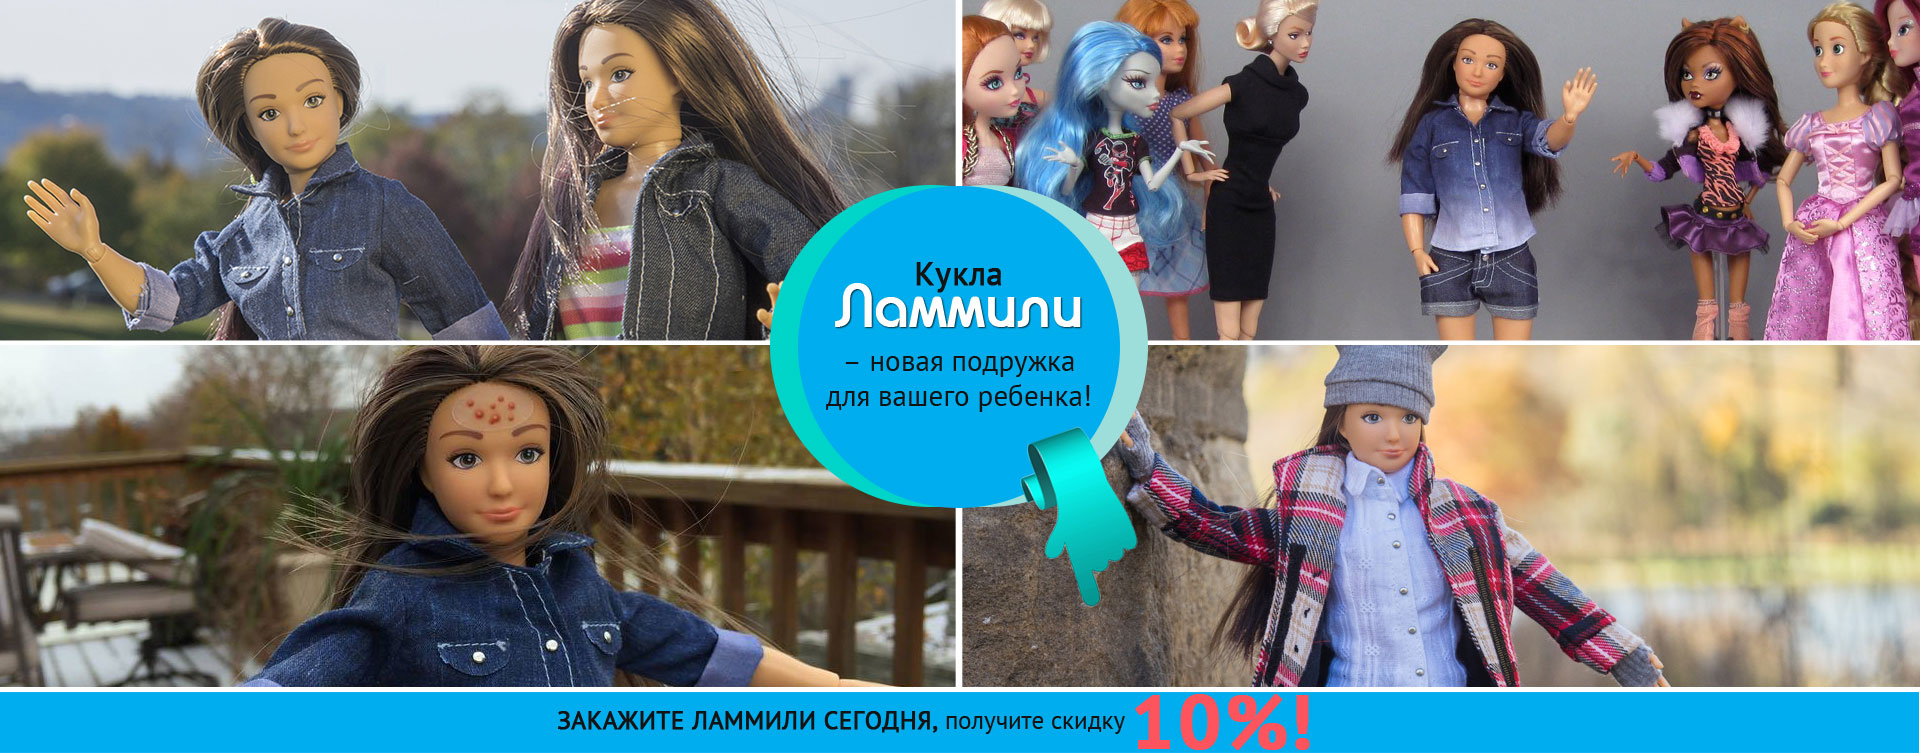 Кукла
Ламмили
– новая подружка
для вашего ребенка!
ЗАКАЖИТЕ ЛАММИЛИ СЕГОДНЯ, получите скидку 10%!